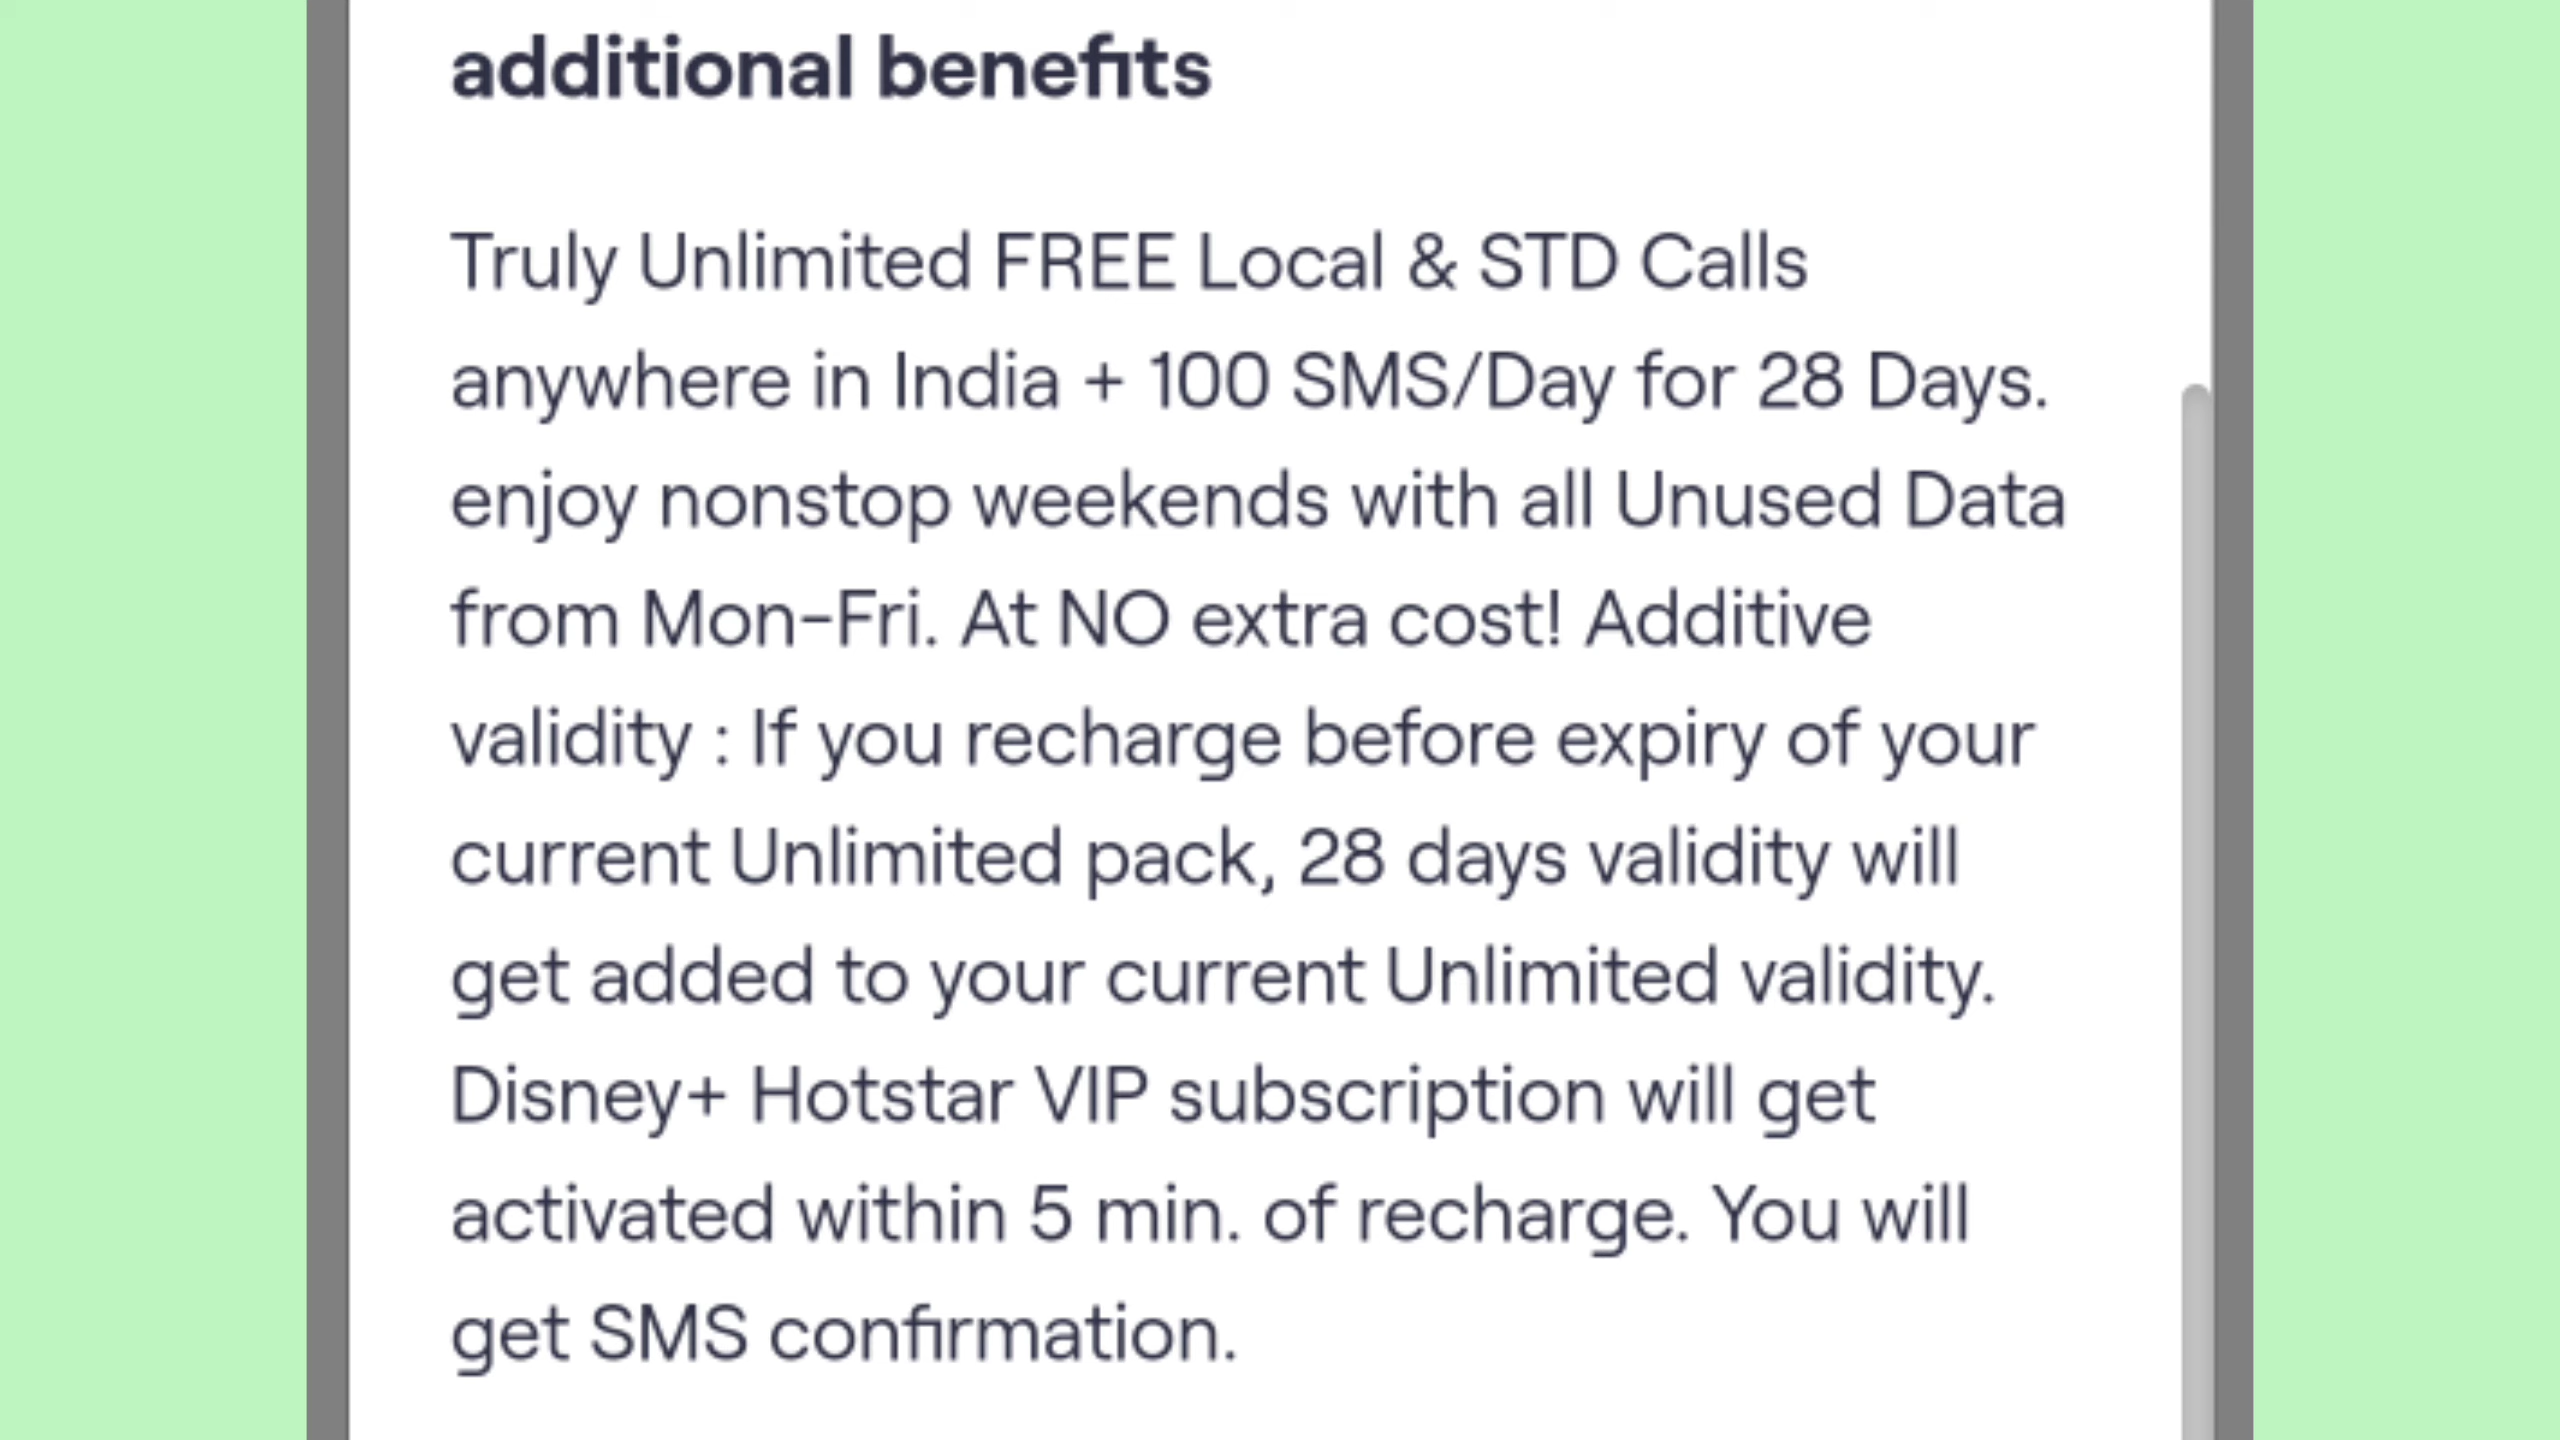 additional benefits
Truly Unlimited FREE Local & STD Calls
anywhere in India + 100 SMS/Day for 28 Days.
enjoy nonstop weekends with all Unused Data
from Mon-Fri. At NO extra cost! Additive
validity : If you recharge before expiry of your
current Unlimited pack, 28 days validity will
get added to your current Unlimited validity.
Disney+ Hotstar VIP subscription will get
activated within 5 min. of recharge. You will
get SMS confirmation.